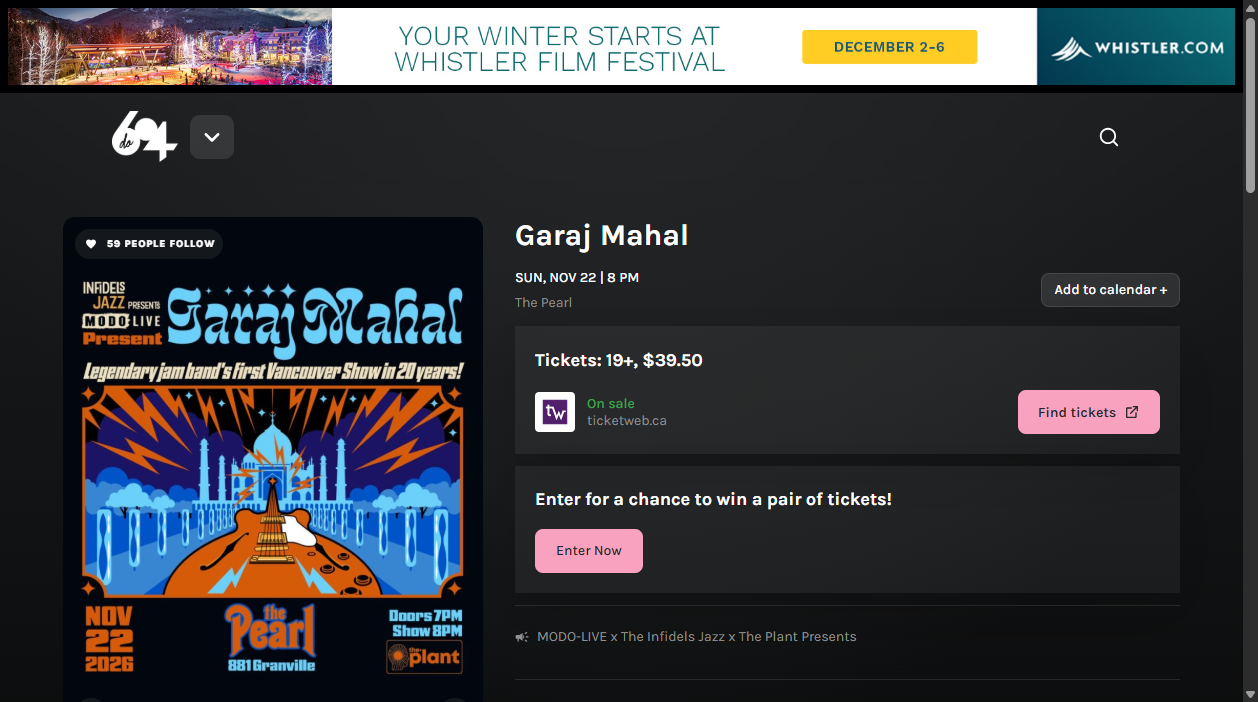 YOUR WINTER STARTS AT
WHISTLER FILM FESTIVAL
DECEMBER 2-6
WHISTLER.COM
do604
59 PEOPLE FOLLOW
INFIDELS
JAZZ PRESENTS
MODO-LIVE
Present
Garaj Mahal
Legendary jam band's First Vancouver Show in 20 years!
NOV
22
2026
the
Pearl
881 Granville
Doors 7PM
Show 8PM
the
plant
Garaj Mahal
SUN, NOV 22 | 8 PM
The Pearl
Add to calendar +
Tickets: 19+, $39.50
tw
On sale
ticketweb.ca
Find tickets
Enter for a chance to win a pair of tickets!
Enter Now
MODO-LIVE x The Infidels Jazz x The Plant Presents